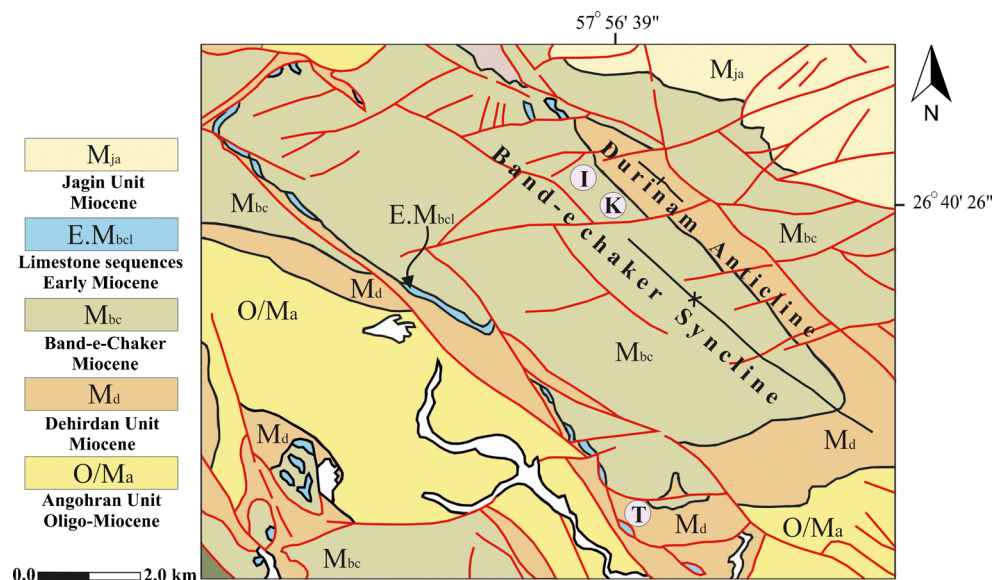 57° 56' 39"
N
26° 40' 26"
Mja
Jagin Unit
Miocene
E.Mbcl
Limestone sequences
Early Miocene
Mbc
Band-e-Chaker
Miocene
Md
Dehirdan Unit
Miocene
O/Ma
Angohran Unit
Oligo-Miocene
0.0 2.0 km
Mja
Durinam Anticline
Band-e-chaker Syncline
I
K
Mbc
E.Mbcl
Mbc
Md
O/Ma
Mbc
Md
Md
T
Md
O/Ma
Mbc